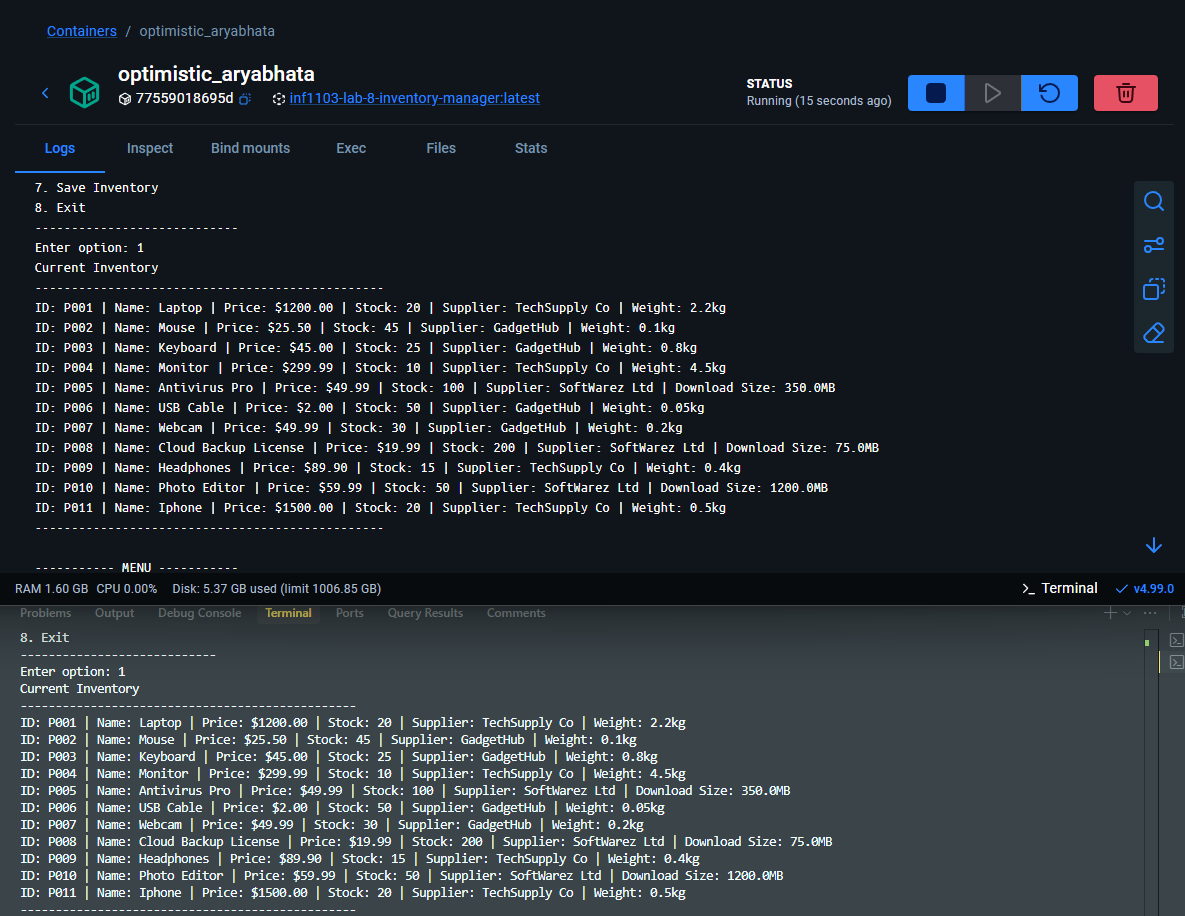 Containers / optimistic_aryabhata
optimistic_aryabhata
77559018695d inf1103-lab-8-inventory-manager:latest
STATUS
Running (15 seconds ago)
Logs Inspect Bind mounts Exec Files Stats
7. Save Inventory
8. Exit
----------------------------
Enter option: 1
Current Inventory
------------------------------------------------
ID: P001 | Name: Laptop | Price: $1200.00 | Stock: 20 | Supplier: TechSupply Co | Weight: 2.2kg
ID: P002 | Name: Mouse | Price: $25.50 | Stock: 45 | Supplier: GadgetHub | Weight: 0.1kg
ID: P003 | Name: Keyboard | Price: $45.00 | Stock: 25 | Supplier: GadgetHub | Weight: 0.8kg
ID: P004 | Name: Monitor | Price: $299.99 | Stock: 10 | Supplier: TechSupply Co | Weight: 4.5kg
ID: P005 | Name: Antivirus Pro | Price: $49.99 | Stock: 100 | Supplier: SoftWarez Ltd | Download Size: 350.0MB
ID: P006 | Name: USB Cable | Price: $2.00 | Stock: 50 | Supplier: GadgetHub | Weight: 0.05kg
ID: P007 | Name: Webcam | Price: $49.99 | Stock: 30 | Supplier: GadgetHub | Weight: 0.2kg
ID: P008 | Name: Cloud Backup License | Price: $19.99 | Stock: 200 | Supplier: SoftWarez Ltd | Download Size: 75.0MB
ID: P009 | Name: Headphones | Price: $89.90 | Stock: 15 | Supplier: TechSupply Co | Weight: 0.4kg
ID: P010 | Name: Photo Editor | Price: $59.99 | Stock: 50 | Supplier: SoftWarez Ltd | Download Size: 1200.0MB
ID: P011 | Name: Iphone | Price: $1500.00 | Stock: 20 | Supplier: TechSupply Co | Weight: 0.5kg
------------------------------------------------
----------- MENU -----------
RAM 1.60 GB CPU 0.00% Disk: 5.37 GB used (limit 1006.85 GB) Terminal v4.99.0
Problems Output Debug Console Terminal Ports Query Results Comments
8. Exit
----------------------------
Enter option: 1
Current Inventory
------------------------------------------------
ID: P001 | Name: Laptop | Price: $1200.00 | Stock: 20 | Supplier: TechSupply Co | Weight: 2.2kg
ID: P002 | Name: Mouse | Price: $25.50 | Stock: 45 | Supplier: GadgetHub | Weight: 0.1kg
ID: P003 | Name: Keyboard | Price: $45.00 | Stock: 25 | Supplier: GadgetHub | Weight: 0.8kg
ID: P004 | Name: Monitor | Price: $299.99 | Stock: 10 | Supplier: TechSupply Co | Weight: 4.5kg
ID: P005 | Name: Antivirus Pro | Price: $49.99 | Stock: 100 | Supplier: SoftWarez Ltd | Download Size: 350.0MB
ID: P006 | Name: USB Cable | Price: $2.00 | Stock: 50 | Supplier: GadgetHub | Weight: 0.05kg
ID: P007 | Name: Webcam | Price: $49.99 | Stock: 30 | Supplier: GadgetHub | Weight: 0.2kg
ID: P008 | Name: Cloud Backup License | Price: $19.99 | Stock: 200 | Supplier: SoftWarez Ltd | Download Size: 75.0MB
ID: P009 | Name: Headphones | Price: $89.90 | Stock: 15 | Supplier: TechSupply Co | Weight: 0.4kg
ID: P010 | Name: Photo Editor | Price: $59.99 | Stock: 50 | Supplier: SoftWarez Ltd | Download Size: 1200.0MB
ID: P011 | Name: Iphone | Price: $1500.00 | Stock: 20 | Supplier: TechSupply Co | Weight: 0.5kg
------------------------------------------------